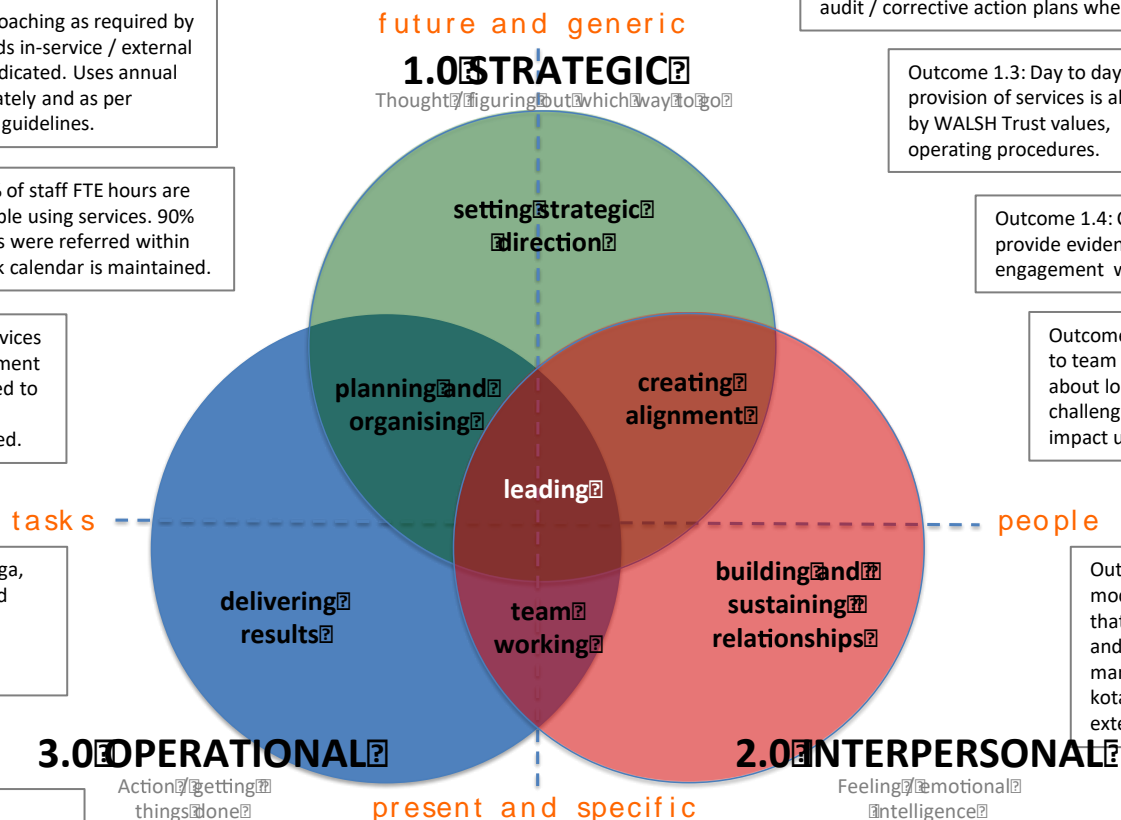 oaching as required by
ds in-service / external
dicated. Uses annual
ately and as per
guidelines.
% of staff FTE hours are
ple using services. 90%
s were referred within
k calendar is maintained.
vices
ment
ed to
ed.
tasks
ga,
d
future and generic
1.0 STRATEGIC
Thought / figuring out which way to go
setting strategic
direction
planning and
organising
creating
alignment
leading
delivering
results
team
working
building and
sustaining
relationships
3.0 OPERATIONAL
Action / getting
things done
present and specific
2.0 INTERPERSONAL
Feeling / emotional
intelligence
people
audit / corrective action plans whe
Outcome 1.3: Day to day
provision of services is al
by WALSH Trust values,
operating procedures.
Outcome 1.4: C
provide eviden
engagement w
Outcome
to team
about lo
challeng
impact u
Out
mod
that
and
mar
kota
exte